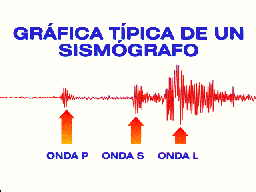 GRÁFICA TÍPICA DE UN
SISMÓGRAFO
ONDA P ONDA S ONDA L